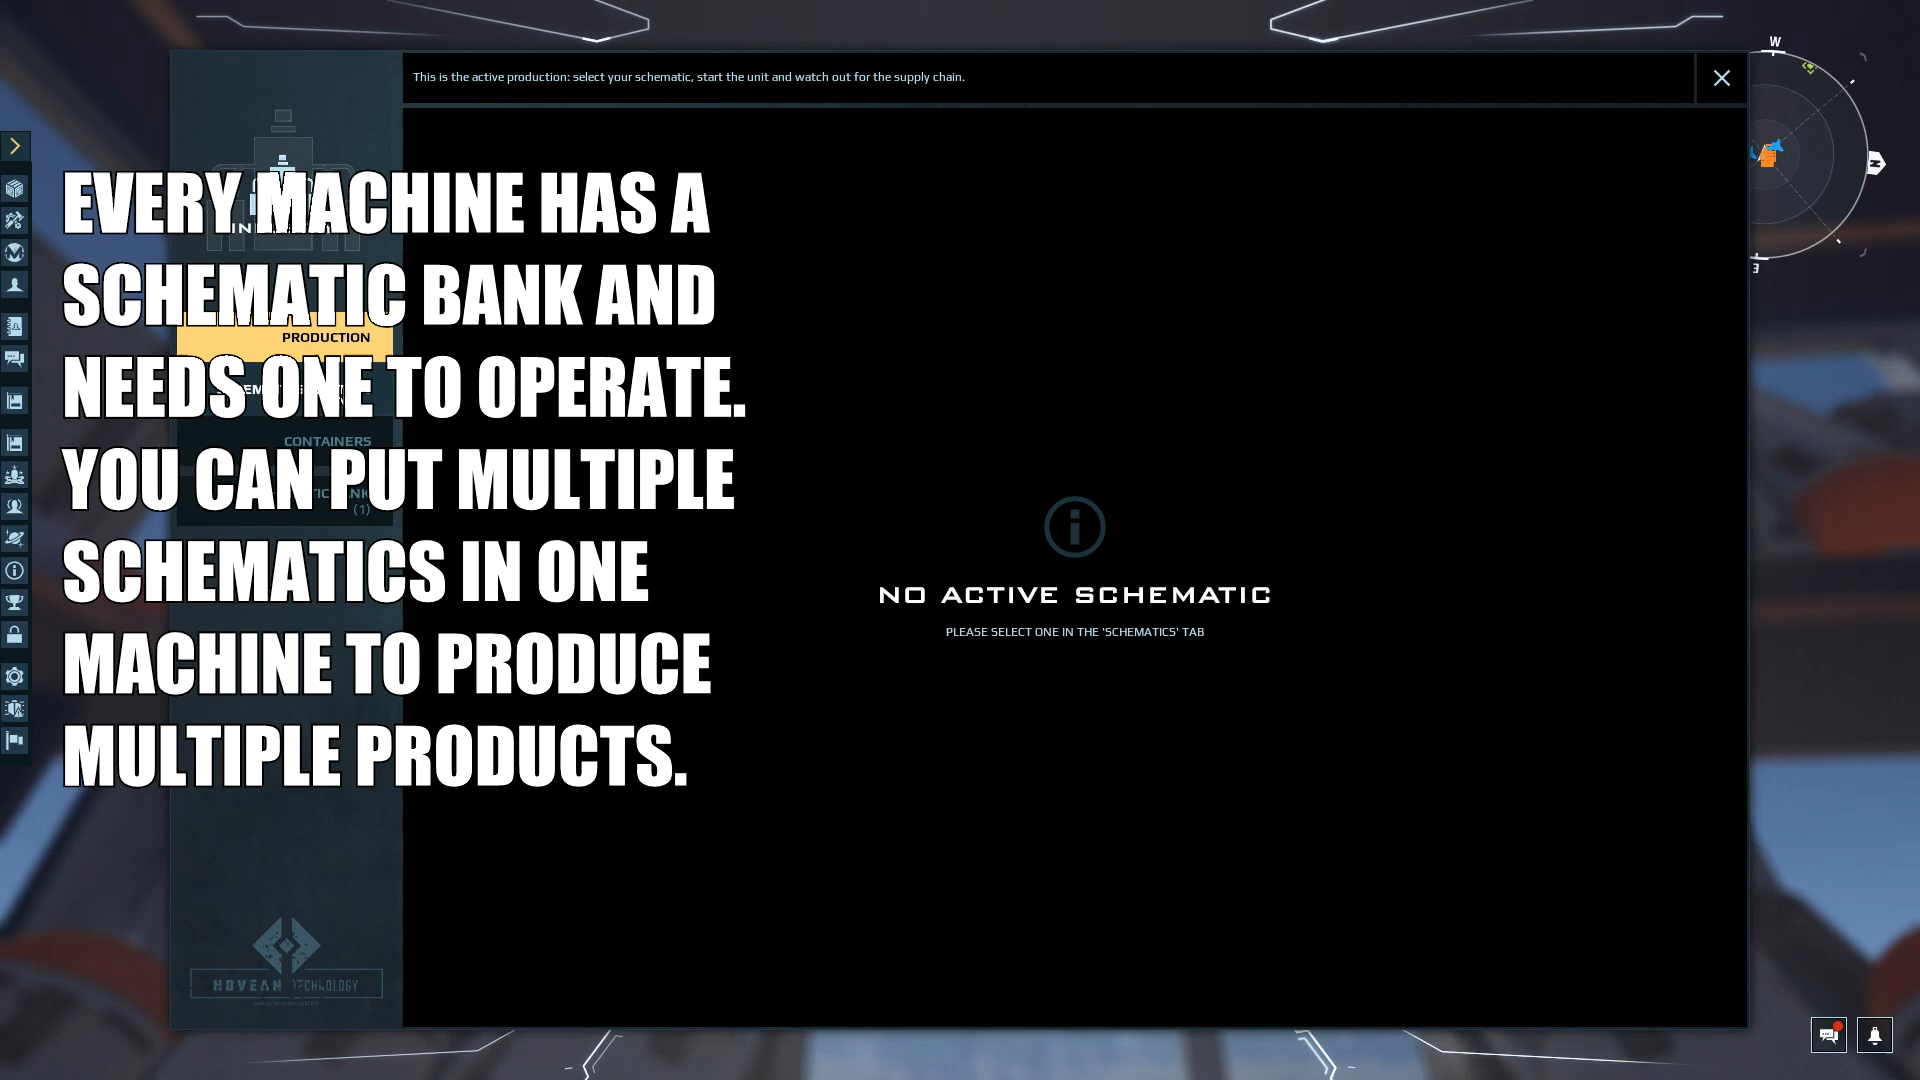 This is the active production: select your schematic, start the unit and watch out for the supply chain.
W
N
E
EVERY MACHINE HAS A
SCHEMATIC BANK AND
NEEDS ONE TO OPERATE.
YOU CAN PUT MULTIPLE
SCHEMATICS IN ONE
MACHINE TO PRODUCE
MULTIPLE PRODUCTS.
PRODUCTION
CONTAINERS
(1)
NO ACTIVE SCHEMATIC
PLEASE SELECT ONE IN THE 'SCHEMATICS' TAB
NOVEAN TECHNOLOGY